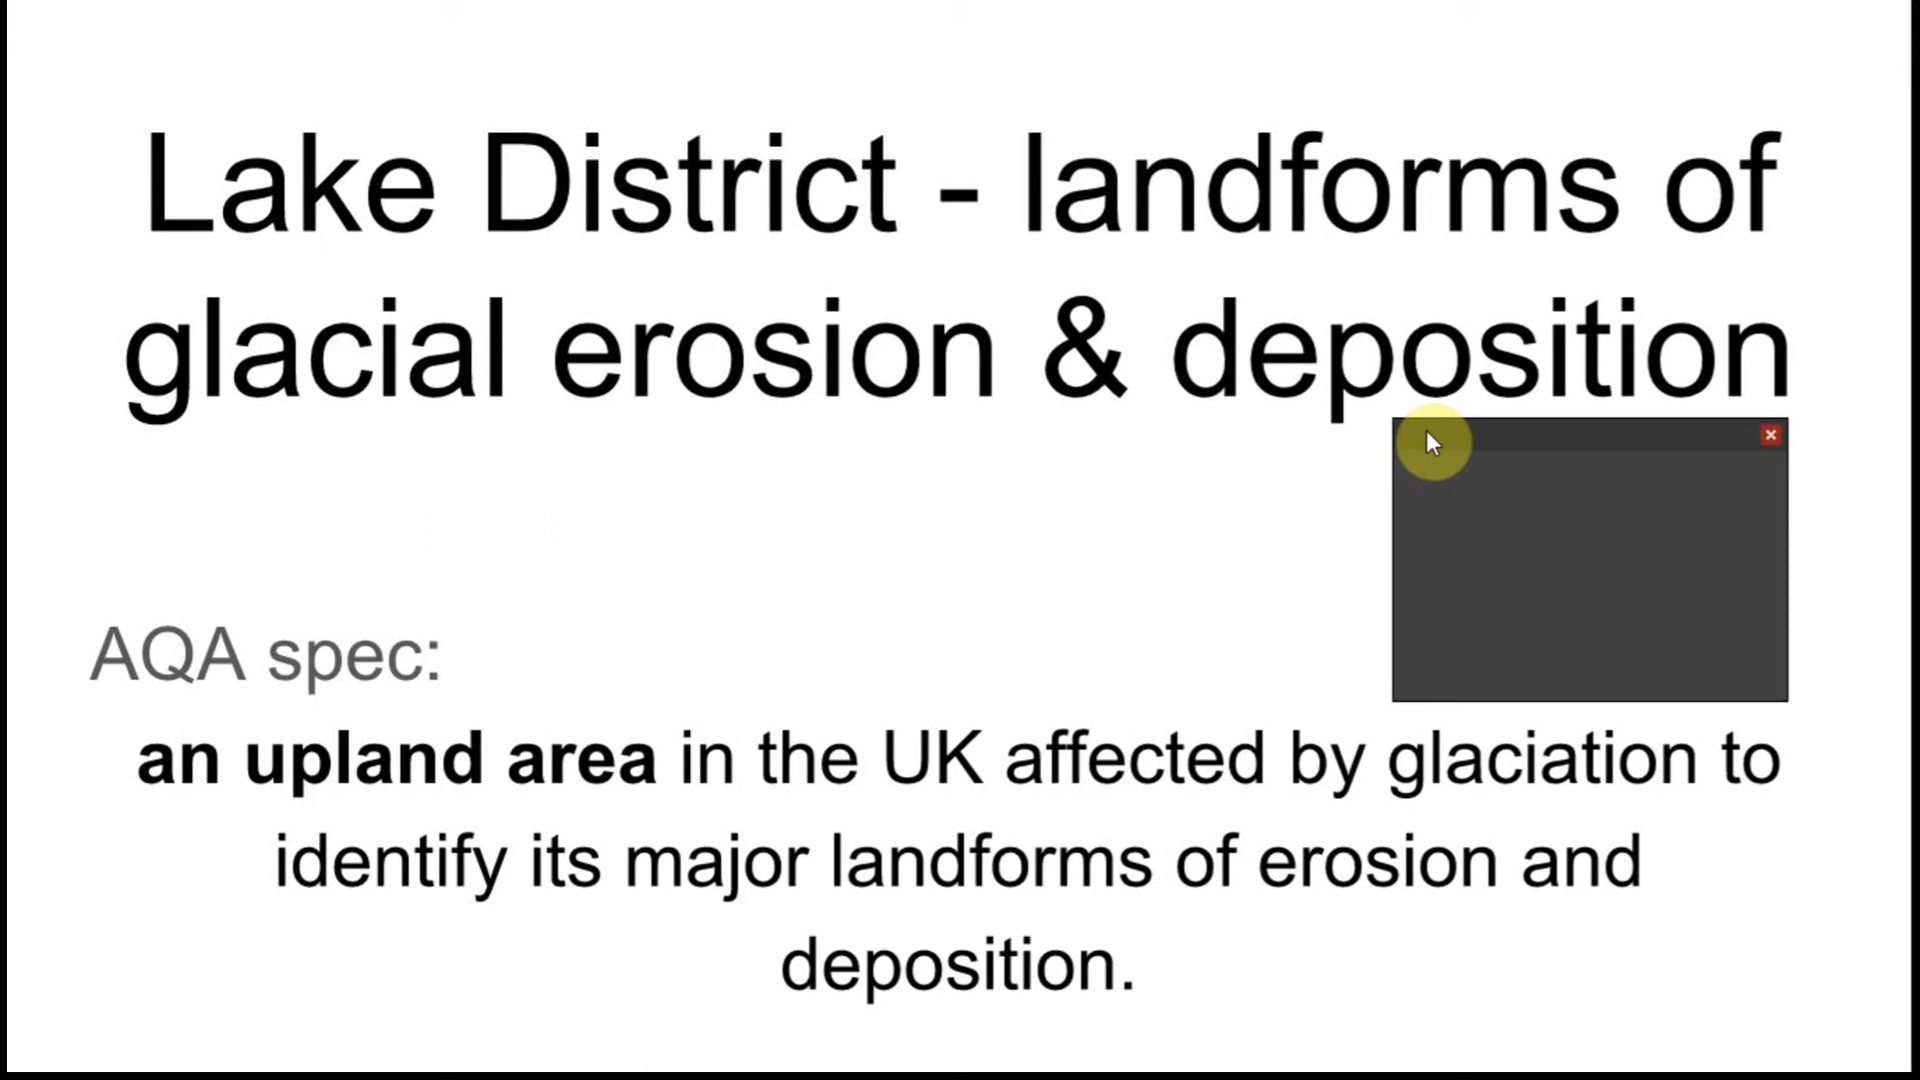 Lake District - landforms of
glacial erosion & deposition
AQA spec:
an upland area in the UK affected by glaciation to
identify its major landforms of erosion and
deposition.